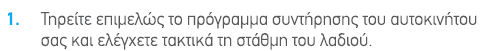 1. Τηρείτε επιμελώς το πρόγραμμα συντήρησης του αυτοκινήτου
σας και ελέγχετε τακτικά τη στάθμη του λαδιού.